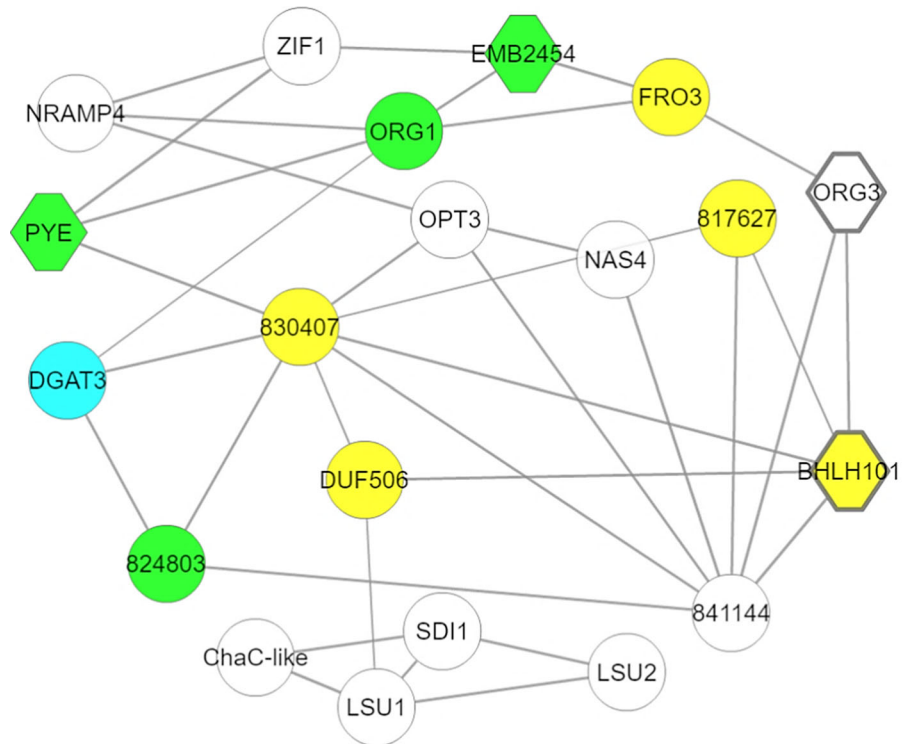 ZIF1
EMB2454
FRO3
NRAMP4
ORG1
ORG3
OPT3
817627
PYE
NAS4
830407
DGAT3
DUF506
BHLH101
824803
841144
SDI1
ChaC-like
LSU2
LSU1